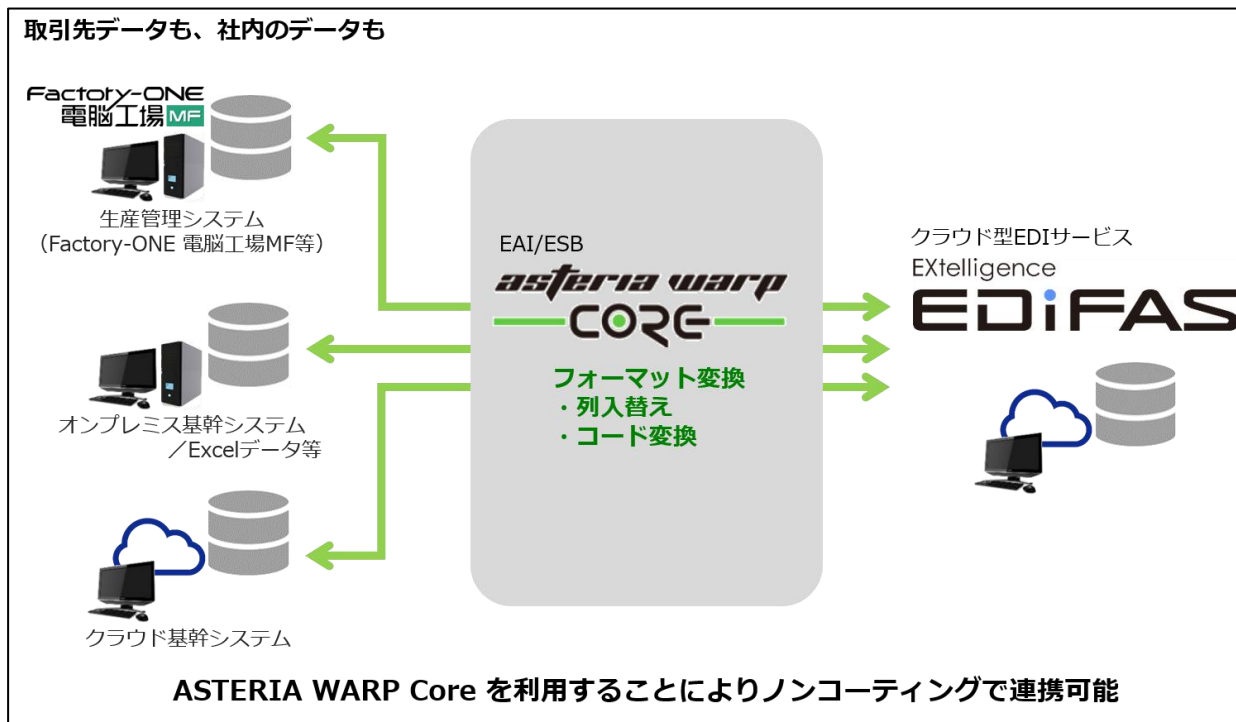 取引先データも、社内のデータも
Factory-ONE
電脳工場 MF
生産管理システム
（Factory-ONE 電脳工場MF等）
オンプレミス基幹システム
／Excelデータ等
クラウド基幹システム
EAI/ESB
asteria warp
CORE
フォーマット変換
・列入替え
・コード変換
クラウド型EDIサービス
EXtelligence
EDiFAS
ASTERIA WARP Core を利用することによりノンコーティングで連携可能